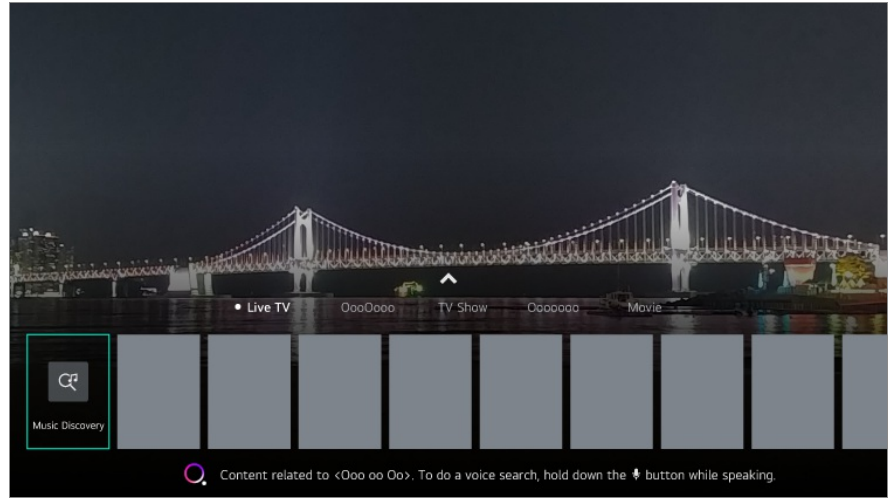 Live TV OooOooo TV Show Ooooooo Movie
Music Discovery
Content related to <Ooo oo Oo>. To do a voice search, hold down the button while speaking.